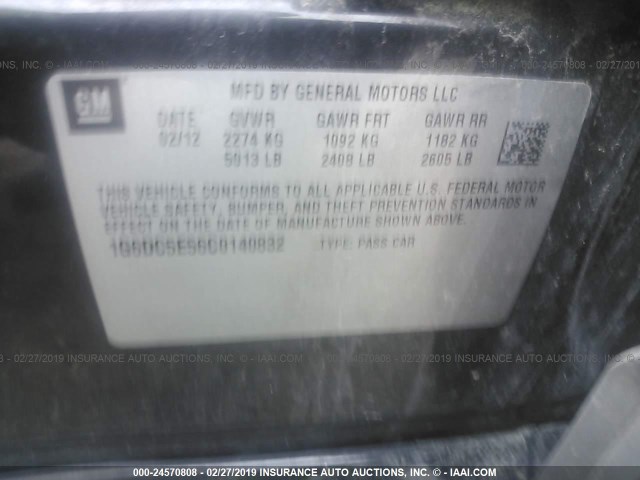 GM
MFD BY GENERAL MOTORS LLC
DATE GVWR GAWR FRT GAWR RR
02/12 2274 KG 1092 KG 1182 KG
5013 LB 2408 LB 2605 LB
THIS VEHICLE CONFORMS TO ALL APPLICABLE U.S. FEDERAL MOTOR
VEHICLE SAFETY, BUMPER, AND THEFT PREVENTION STANDARDS
IN EFFECT ON THE DATE OF MANUFACTURE SHOWN ABOVE.
TYPE: PASS CAR
000-24570808 - 02/27/2019 INSURANCE AUTO AUCTIONS, INC. - © - IAAI.COM